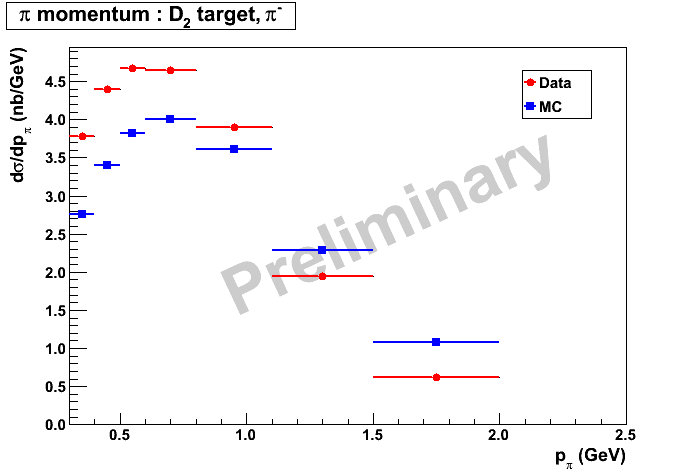 π momentum : D₂ target, π⁻
dσ/dp_π (nb/GeV)
4.5
4.0
3.5
3.0
2.5
2.0
1.5
1.0
0.5
0.0
Data
MC
Preliminary
0.5 1.0 1.5 2.0 2.5
p_π (GeV)